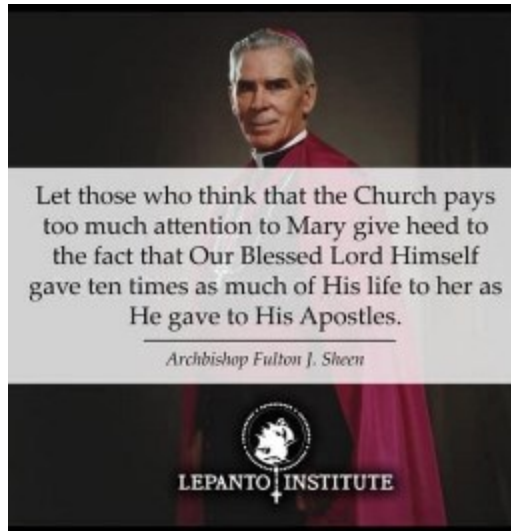 Let those who think that the Church pays
too much attention to Mary give heed to
the fact that Our Blessed Lord Himself
gave ten times as much of His life to her as
He gave to His Apostles.
Archbishop Fulton J. Sheen
LEPANTO INSTITUTE